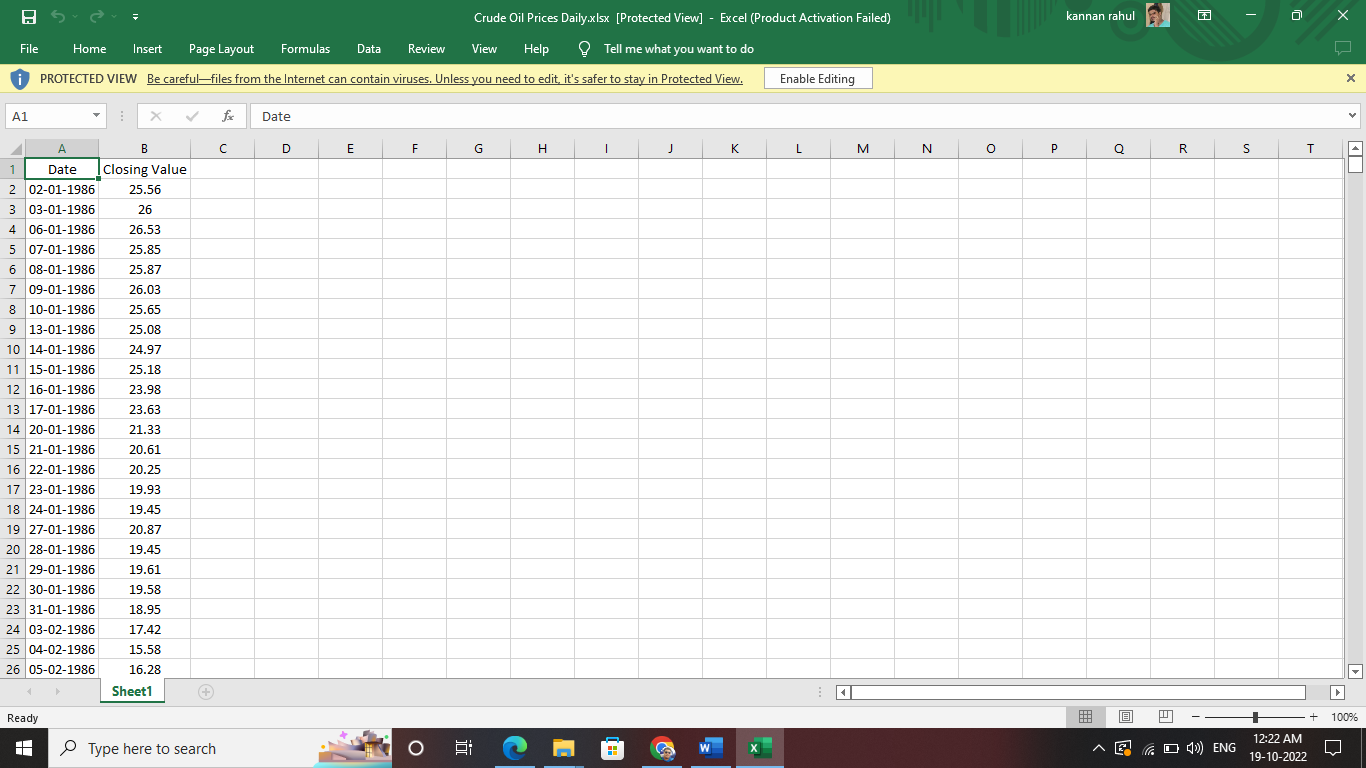 Crude Oil Prices Daily.xlsx [Protected View] - Excel (Product Activation Failed)
kannan rahul
File Home Insert Page Layout Formulas Data Review View Help Tell me what you want to do
PROTECTED VIEW Be careful—files from the Internet can contain viruses. Unless you need to edit, it's safer to stay in Protected View. Enable Editing
A1 fx Date
A B C D E F G H I J K L M N O P Q R S T
1 Date Closing Value
2 02-01-1986 25.56
3 03-01-1986 26
4 06-01-1986 26.53
5 07-01-1986 25.85
6 08-01-1986 25.87
7 09-01-1986 26.03
8 10-01-1986 25.65
9 13-01-1986 25.08
10 14-01-1986 24.97
11 15-01-1986 25.18
12 16-01-1986 23.98
13 17-01-1986 23.63
14 20-01-1986 21.33
15 21-01-1986 20.61
16 22-01-1986 20.25
17 23-01-1986 19.93
18 24-01-1986 19.45
19 27-01-1986 20.87
20 28-01-1986 19.45
21 29-01-1986 19.61
22 30-01-1986 19.58
23 31-01-1986 18.95
24 03-02-1986 17.42
25 04-02-1986 15.58
26 05-02-1986 16.28
Sheet1
Ready
100%
Type here to search
ENG
12:22 AM
19-10-2022